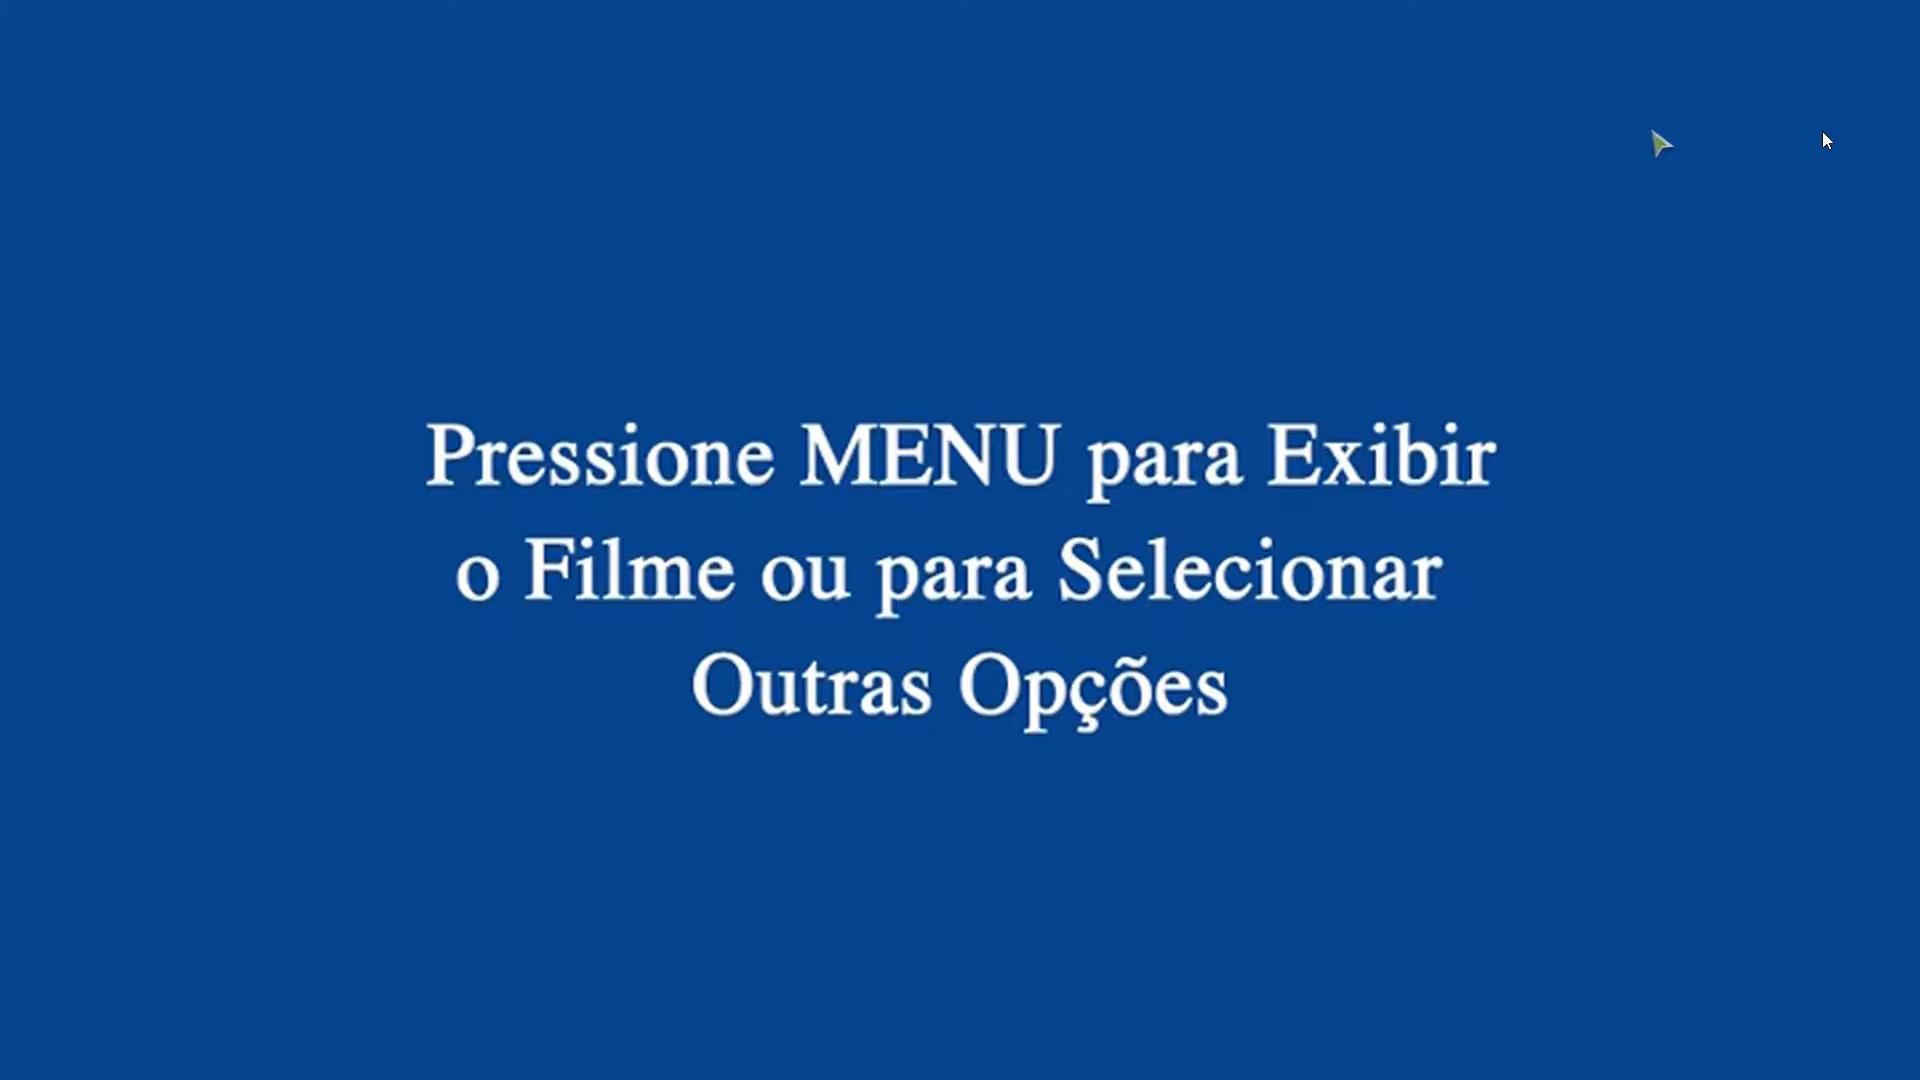 Pressione MENU para Exibir
o Filme ou para Selecionar
Outras Opções